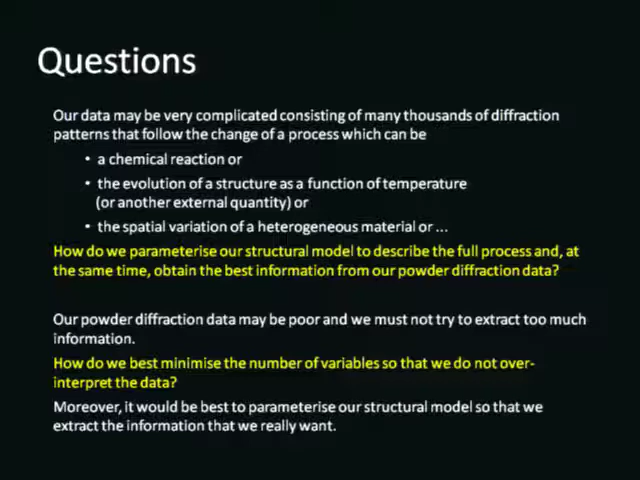 Questions
Our data may be very complicated consisting of many thousands of diffraction
patterns that follow the change of a process which can be
• a chemical reaction or
• the evolution of a structure as a function of temperature
(or another external quantity) or
• the spatial variation of a heterogeneous material or ...
How do we parameterise our structural model to describe the full process and, at
the same time, obtain the best information from our powder diffraction data?
Our powder diffraction data may be poor and we must not try to extract too much
information.
How do we best minimise the number of variables so that we do not over-
interpret the data?
Moreover, it would be best to parameterise our structural model so that we
extract the information that we really want.